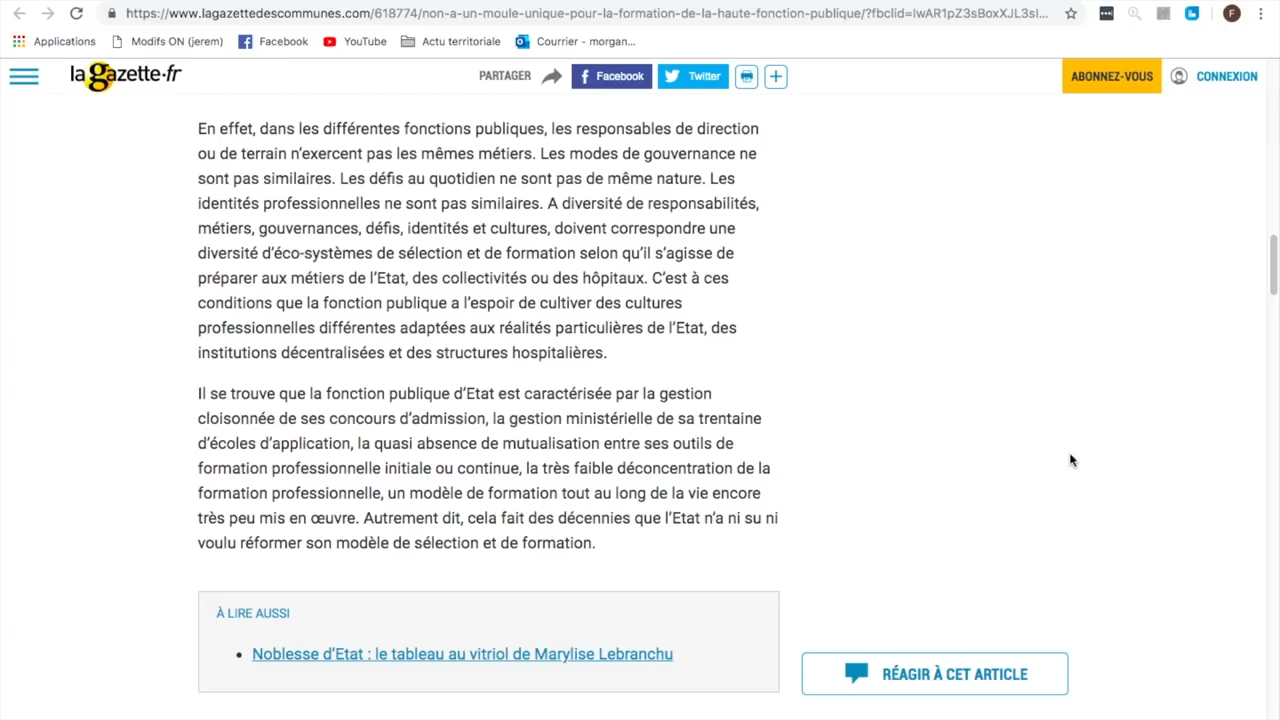 https://www.lagazettedescommunes.com/618774/non-a-un-moule-unique-pour-la-formation-de-la-haute-fonction-publique/?fbclid=IwAR1pZ3sBoxXJL3sI...
F
Applications
Modifs ON (jerem)
Facebook
YouTube
Actu territoriale
Courrier - morgan...
la gazette.fr
PARTAGER
Facebook
Twitter
ABONNEZ-VOUS
CONNEXION
En effet, dans les différentes fonctions publiques, les responsables de direction
ou de terrain n’exercent pas les mêmes métiers. Les modes de gouvernance ne
sont pas similaires. Les défis au quotidien ne sont pas de même nature. Les
identités professionnelles ne sont pas similaires. A diversité de responsabilités,
métiers, gouvernances, défis, identités et cultures, doivent correspondre une
diversité d’éco-systèmes de sélection et de formation selon qu’il s’agisse de
préparer aux métiers de l’Etat, des collectivités ou des hôpitaux. C’est à ces
conditions que la fonction publique a l’espoir de cultiver des cultures
professionnelles différentes adaptées aux réalités particulières de l’Etat, des
institutions décentralisées et des structures hospitalières.
Il se trouve que la fonction publique d’Etat est caractérisée par la gestion
cloisonnée de ses concours d’admission, la gestion ministérielle de sa trentaine
d’écoles d’application, la quasi absence de mutualisation entre ses outils de
formation professionnelle initiale ou continue, la très faible déconcentration de la
formation professionnelle, un modèle de formation tout au long de la vie encore
très peu mis en œuvre. Autrement dit, cela fait des décennies que l’Etat n’a ni su ni
voulu réformer son modèle de sélection et de formation.
À LIRE AUSSI
• Noblesse d’Etat : le tableau au vitriol de Marylise Lebranchu
RÉAGIR À CET ARTICLE